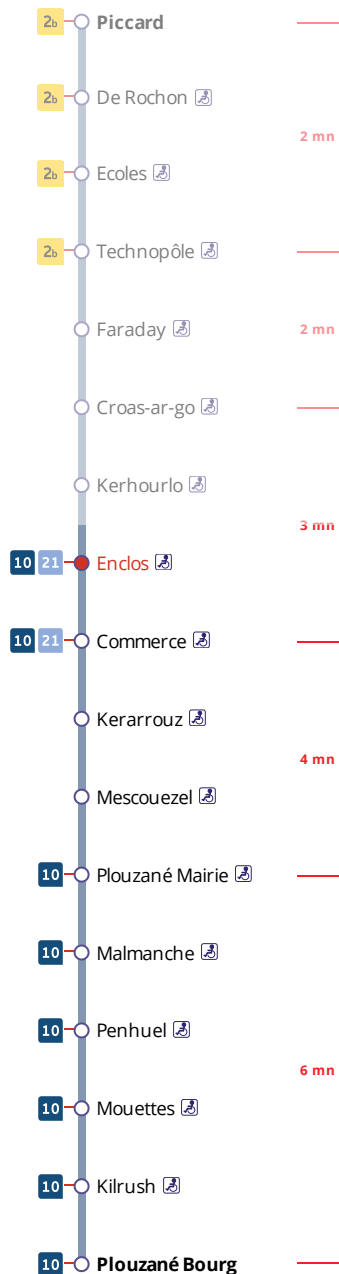 2b Piccard
2b De Rochon
2 mn
2b Ecoles
2b Technopôle
Faraday 2 mn
Croas-ar-go
Kerhourlo
3 mn
10 21 Enclos
10 21 Commerce
Kerarrouz
4 mn
Mescouezel
10 Plouzané Mairie
10 Malmanche
10 Penhuel
6 mn
10 Mouettes
10 Kilrush
10 Plouzané Bourg